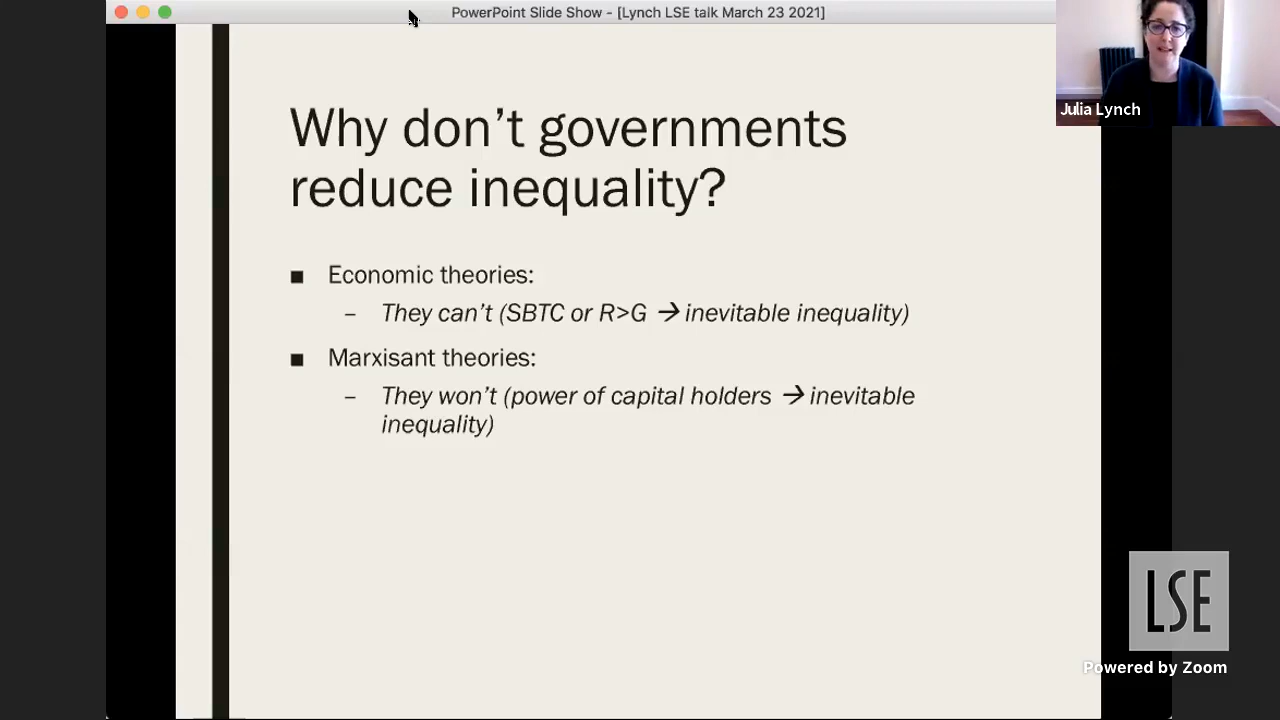 PowerPoint Slide Show - [Lynch LSE talk March 23 2021]
Julia Lynch
Why don’t governments
reduce inequality?
■ Economic theories:
– They can’t (SBTC or R>G → inevitable inequality)
■ Marxisant theories:
– They won’t (power of capital holders → inevitable
inequality)
LSE
Powered by Zoom